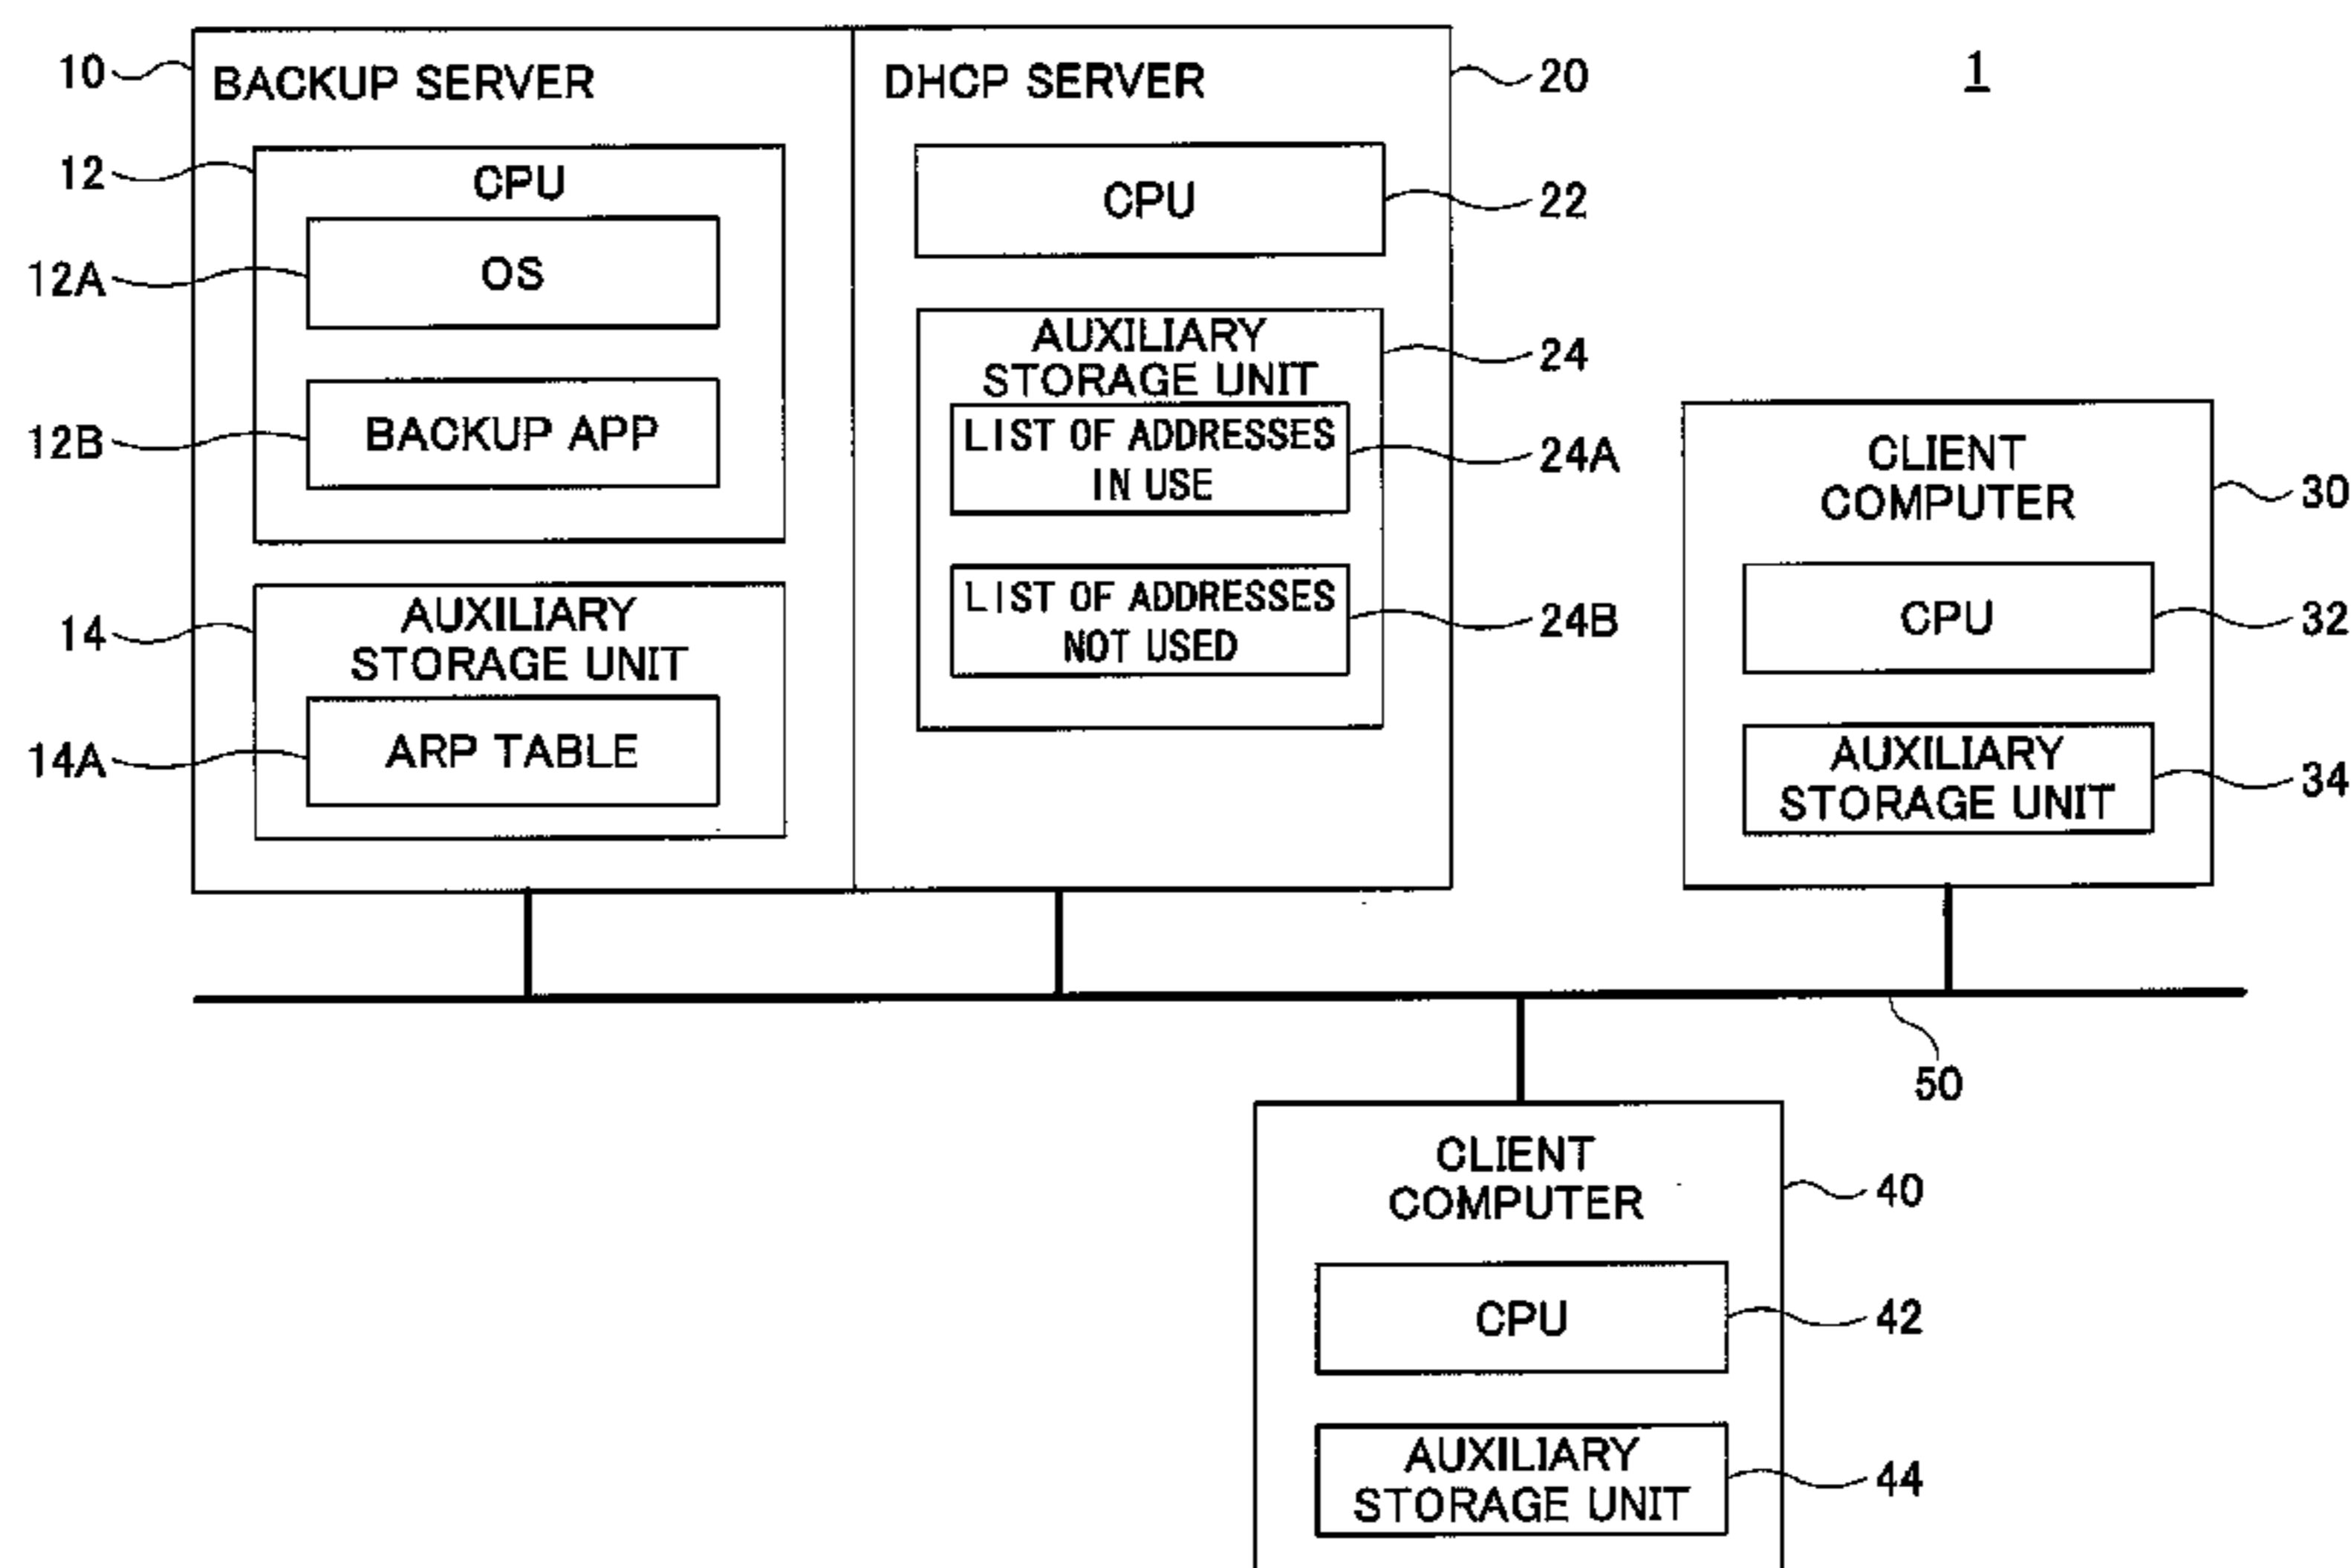 10
BACKUP SERVER
DHCP SERVER
20
1
12
CPU
CPU
22
12A
OS
12B
BACKUP APP
AUXILIARY
STORAGE UNIT
24
LIST OF ADDRESSES
IN USE
24A
LIST OF ADDRESSES
NOT USED
24B
14
AUXILIARY
STORAGE UNIT
14A
ARP TABLE
CLIENT
COMPUTER
30
CPU
32
AUXILIARY
STORAGE UNIT
34
50
CLIENT
COMPUTER
40
CPU
42
AUXILIARY
STORAGE UNIT
44